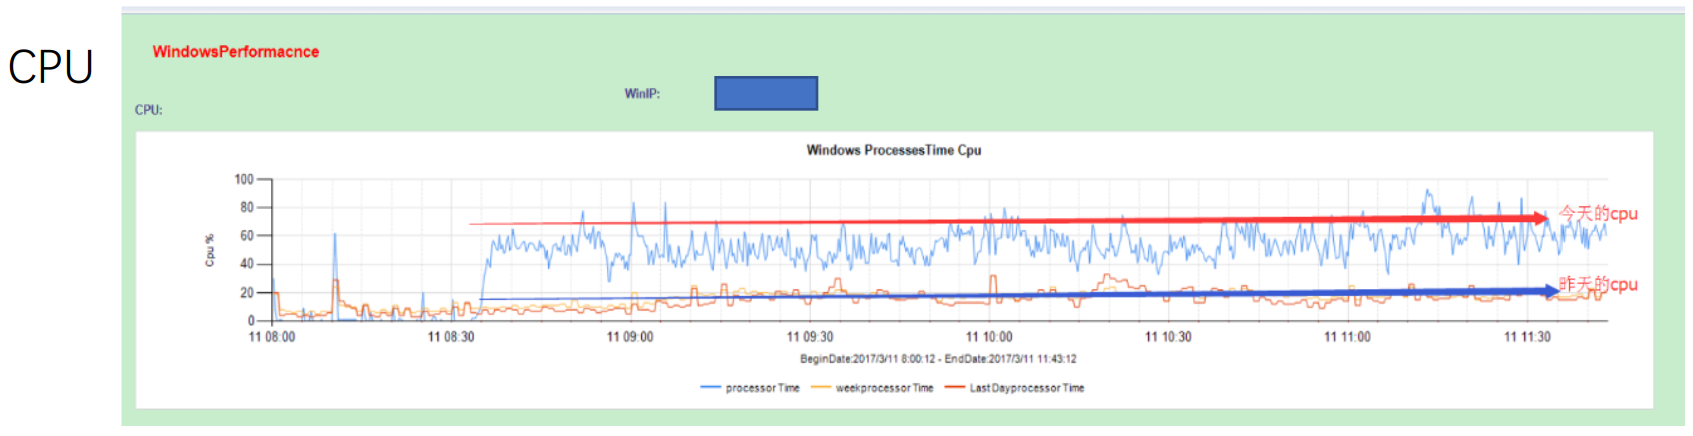 CPU
WindowsPerformacnce
WinIP:
CPU:
Windows ProcessesTime Cpu
100
80
60
40
20
0
Cpu %
今天的cpu
昨天的cpu
11 08:00 11 08:30 11 09:00 11 09:30 11 10:00 11 10:30 11 11:00 11 11:30
BeginDate:2017/3/11 8:00:12 - EndDate:2017/3/11 11:43:12
processor Time weekprocessor Time Last Dayprocessor Time